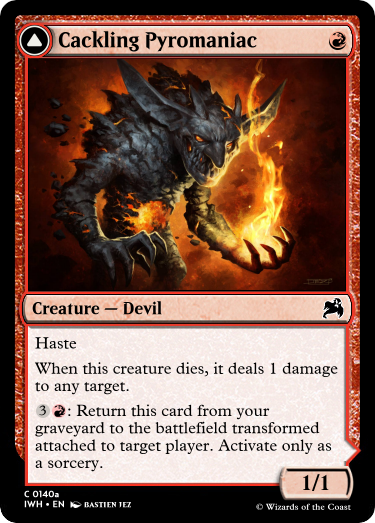 Cackling Pyromaniac
Creature — Devil
Haste
When this creature dies, it deals 1 damage
to any target.
3: Return this card from your
graveyard to the battlefield transformed
attached to target player. Activate only as
a sorcery.
1/1
C 0140a
IWH • EN BASTIEN JEZ
© Wizards of the Coast